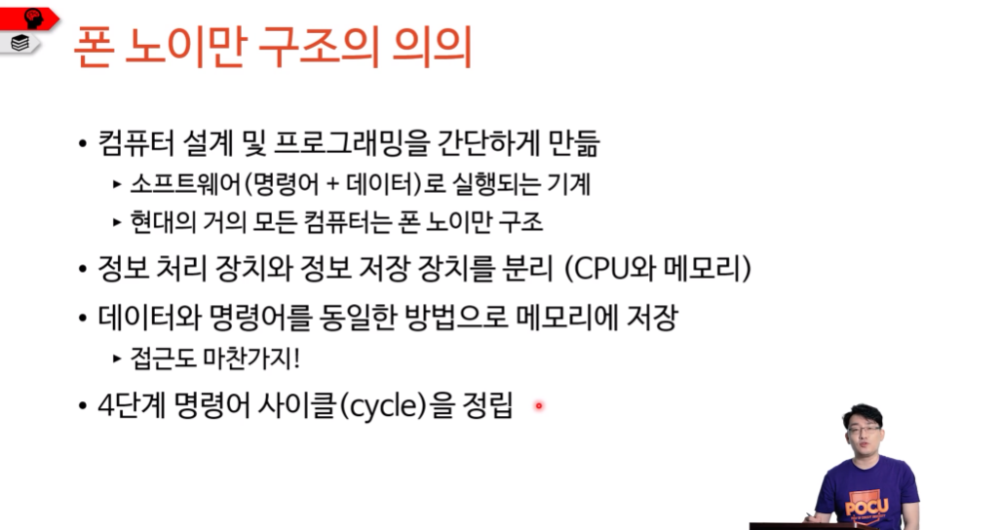 폰 노이만 구조의 의의
• 컴퓨터 설계 및 프로그래밍을 간단하게 만듦
▸ 소프트웨어(명령어 + 데이터)로 실행되는 기계
▸ 현대의 거의 모든 컴퓨터는 폰 노이만 구조
• 정보 처리 장치와 정보 저장 장치를 분리 (CPU와 메모리)
• 데이터와 명령어를 동일한 방법으로 메모리에 저장
▸ 접근도 마찬가지!
• 4단계 명령어 사이클(cycle)을 정립
POCU